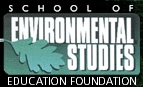 SCHOOL OF
ENVIRONMENTAL
STUDIES
EDUCATION FOUNDATION